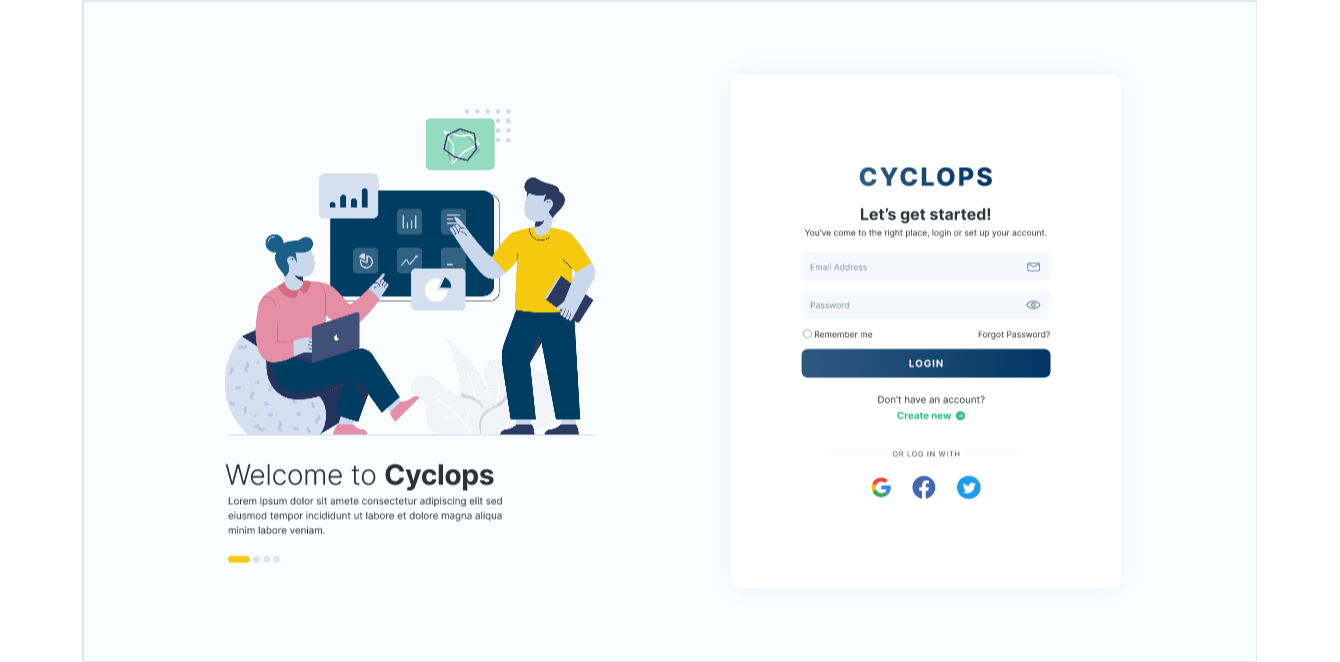 Welcome to Cyclops
Lorem ipsum dolor sit amete consectetur adipiscing elit sed
eiusmod tempor incididunt ut labore et dolore magna aliqua
minim labore veniam.
CYCLOPS
Let's get started!
You've come to the right place, login or set up your account.
Email Address
Password
Remember me
Forgot Password?
LOGIN
Don't have an account?
Create new
OR LOG IN WITH